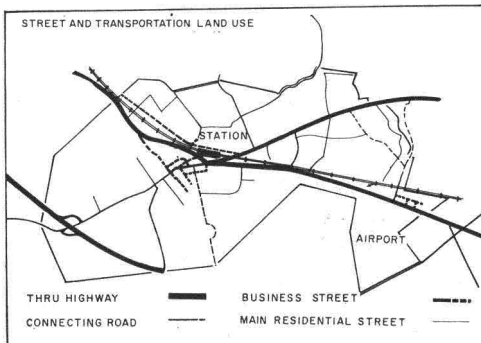 STREET AND TRANSPORTATION LAND USE
STATION
AIRPORT
THRU HIGHWAY
BUSINESS STREET
CONNECTING ROAD
MAIN RESIDENTIAL STREET